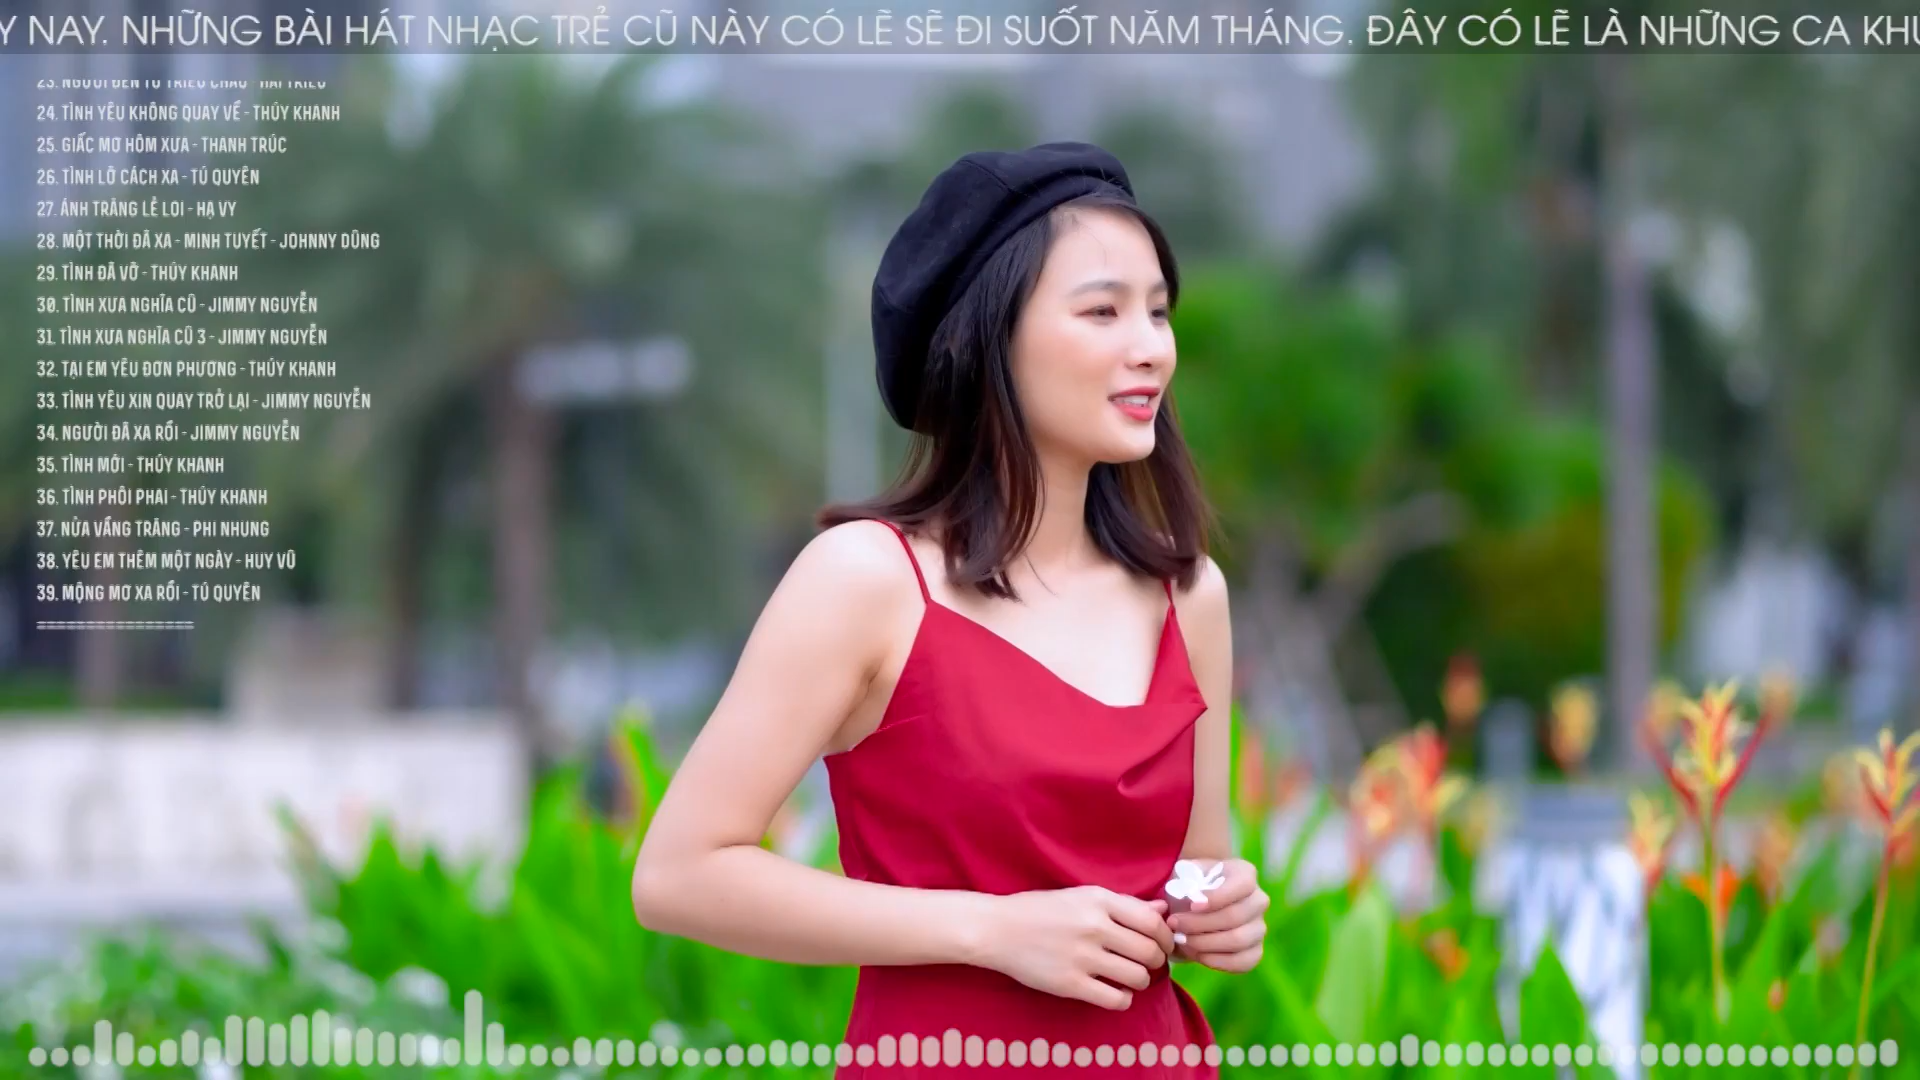 NAY. NHỮNG BÀI HÁT NHẠC TRẺ CŨ NÀY CÓ LẼ SẼ ĐI SUỐT NĂM THÁNG. ĐÂY CÓ LẼ LÀ NHỮNG CA
24. TÌNH YÊU KHÔNG QUAY VỀ - THÚY KHANH
25. GIẤC MƠ HÔM XƯA - THANH TRÚC
26. TÌNH LỠ CÁCH XA - TÚ QUYÊN
27. ÁNH TRĂNG LẺ LOI - HẠ VY
28. MỘT THỜI ĐÃ XA - MINH TUYẾT - JOHNNY DŨNG
29. TÌNH ĐÃ VỠ - THÚY KHANH
30. TÌNH XƯA NGHĨA CŨ - JIMMY NGUYỄN
31. TÌNH XƯA NGHĨA CŨ 3 - JIMMY NGUYỄN
32. TẠI EM YÊU ĐƠN PHƯƠNG - THÚY KHANH
33. TÌNH YÊU XIN QUAY TRỞ LẠI - JIMMY NGUYỄN
34. NGƯỜI ĐÃ XA RỒI - JIMMY NGUYỄN
35. TÌNH MỚI - THÚY KHANH
36. TÌNH PHÔI PHAI - THÚY KHANH
37. NỬA VẦNG TRĂNG - PHI NHUNG
38. YÊU EM THÊM MỘT NGÀY - HUY VŨ
39. MỘNG MƠ XA RỒI - TÚ QUYÊN
================